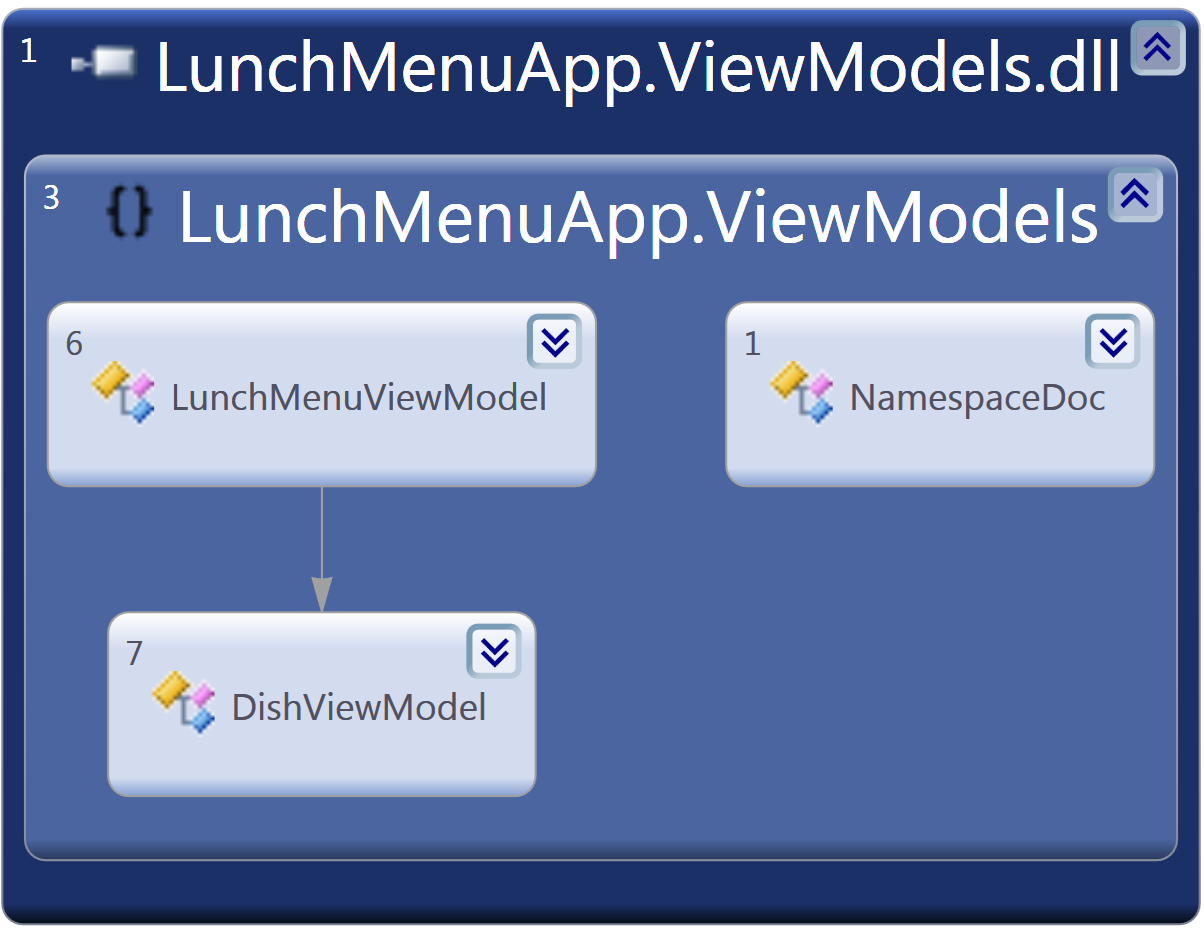 1 LunchMenuApp.ViewModels.dll
3 {} LunchMenuApp.ViewModels
6
LunchMenuViewModel
1
NamespaceDoc
7
DishViewModel